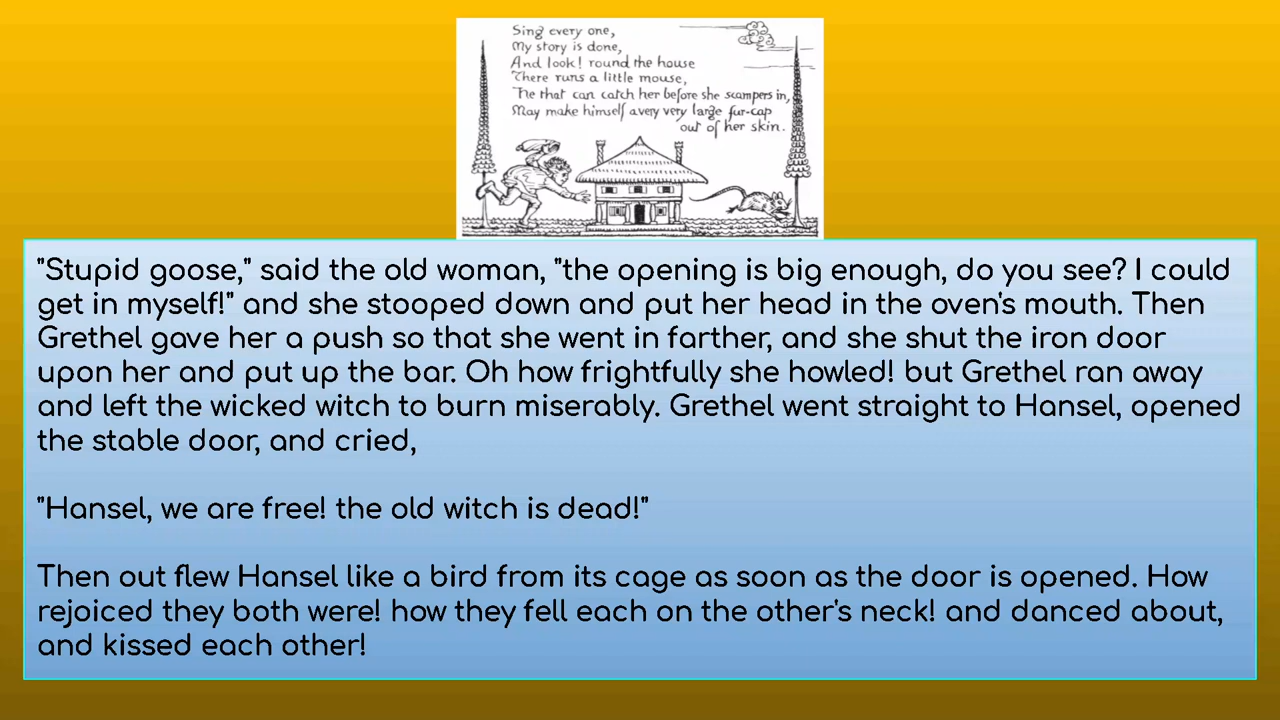 Sing every one,
My story is done,
And look! round the house
There runs a little mouse,
He that can catch her before she scampers in,
May make himself a very very large fur-cap
out of her skin.
"Stupid goose," said the old woman, "the opening is big enough, do you see? I could
get in myself!" and she stooped down and put her head in the oven's mouth. Then
Grethel gave her a push so that she went in farther, and she shut the iron door
upon her and put up the bar. Oh how frightfully she howled! but Grethel ran away
and left the wicked witch to burn miserably. Grethel went straight to Hansel, opened
the stable door, and cried,
"Hansel, we are free! the old witch is dead!"
Then out flew Hansel like a bird from its cage as soon as the door is opened. How
rejoiced they both were! how they fell each on the other's neck! and danced about,
and kissed each other!